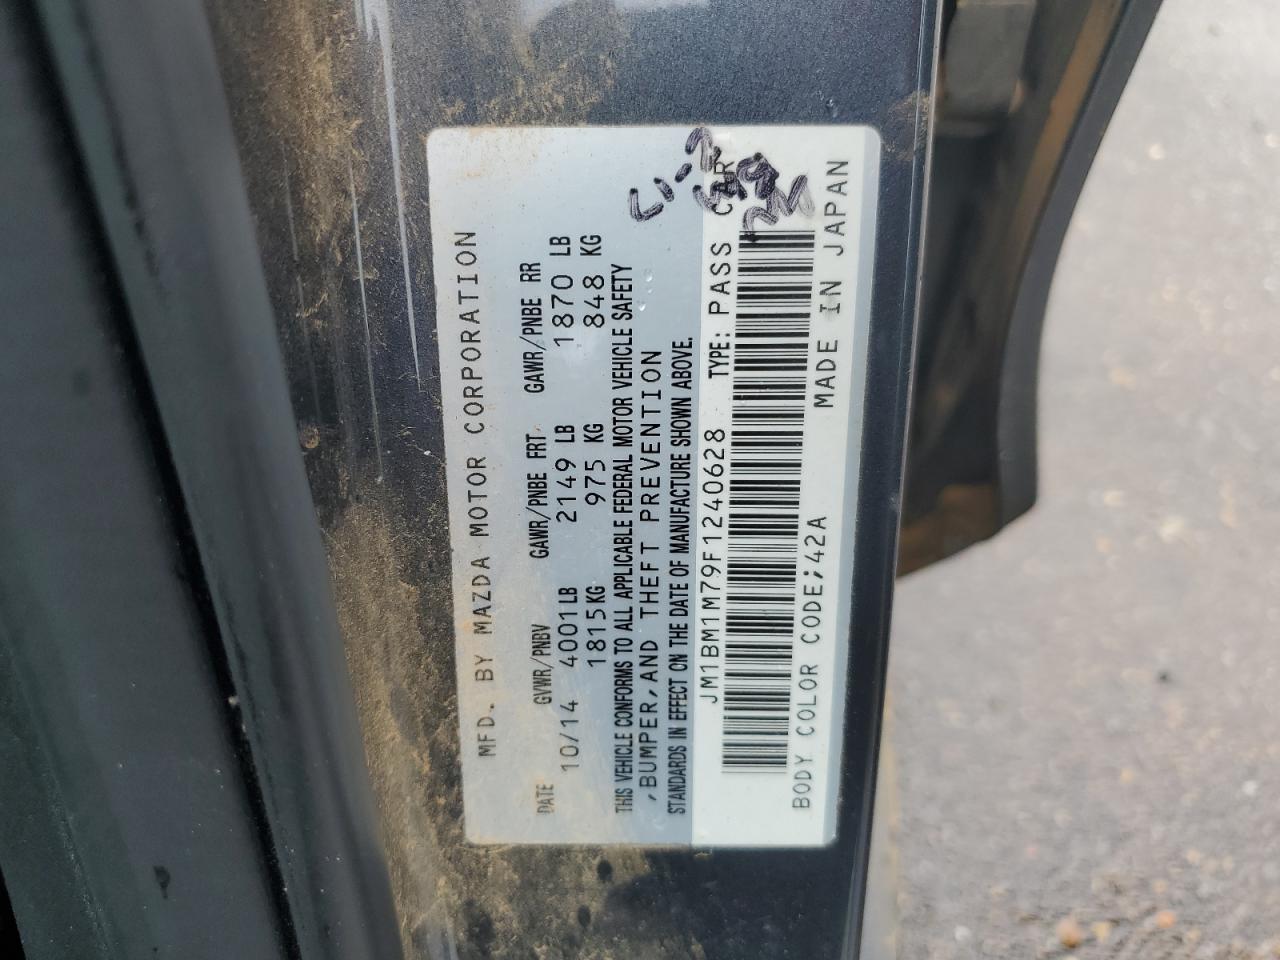 MFD. BY MAZDA MOTOR CORPORATION
DATE GVWR/PNBV GAWR/PNBE FRT. GAWR/PNBE RR
10/14 4001LB 2149 LB 1870 LB
1815KG 975 KG 848 KG
THIS VEHICLE CONFORMS TO ALL APPLICABLE FEDERAL MOTOR VEHICLE SAFETY
,BUMPER,AND THEFT PREVENTION
STANDARDS IN EFFECT ON THE DATE OF MANUFACTURE SHOWN ABOVE.
JM1BM1M79F1240628 TYPE: PASS CAR
BODY COLOR CODE;42A MADE IN JAPAN